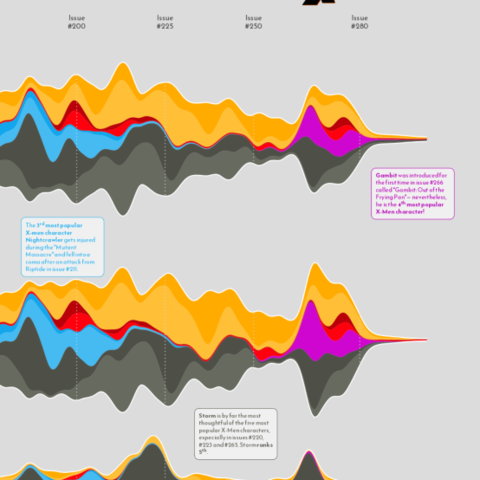 Issue
#200
Issue
#225
Issue
#250
Issue
#280
Gambit was introduced for
the first time in issue #266
called "Gambit: Out of the
Frying Pan" – nevertheless,
he is the 4th most popular
X-Men character!
The 3rd most popular
X-men character
Nightcrawler gets injured
during the "Mutant
Massacre" and fell into a
coma after an attack from
Riptide in issue #211.
Storm is by far the most
thoughtful of the five most
popular X-Men characters,
especially in issues #220,
#223 and #265. Storm ranks
5th